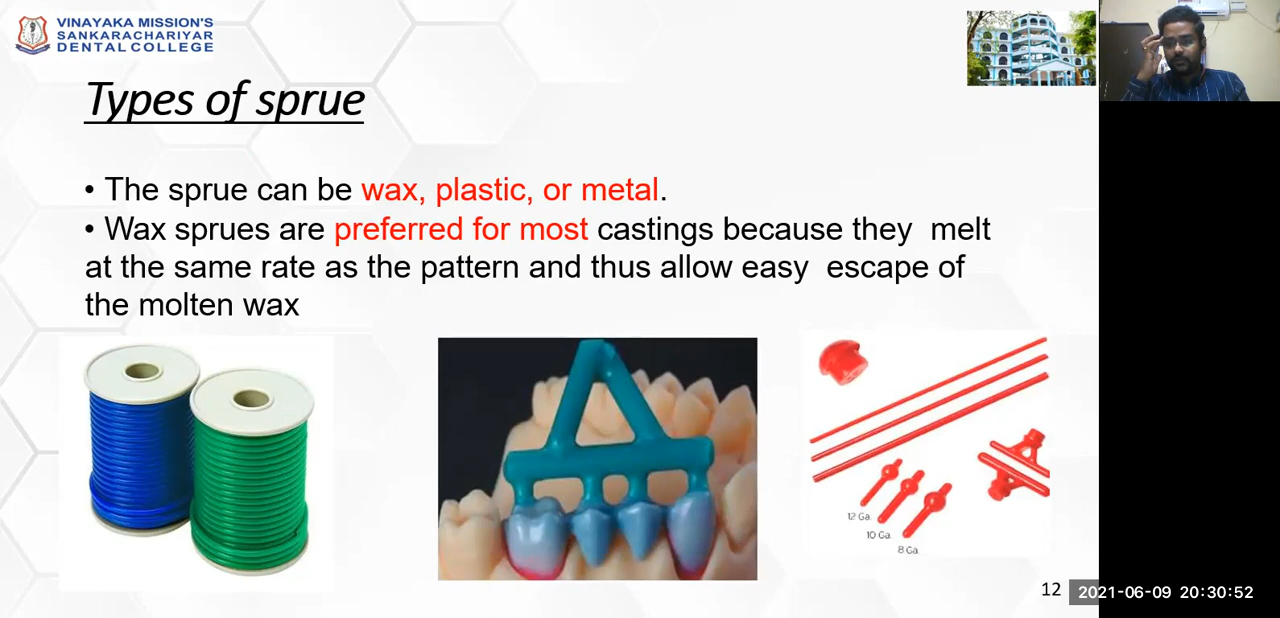 VINAYAKA MISSION'S
SANKARACHARIYAR
DENTAL COLLEGE
Types of sprue
• The sprue can be wax, plastic, or metal.
• Wax sprues are preferred for most castings because they melt
at the same rate as the pattern and thus allow easy escape of
the molten wax
12 Ga.
10 Ga.
8 Ga.
12
2021-06-09 20:30:52